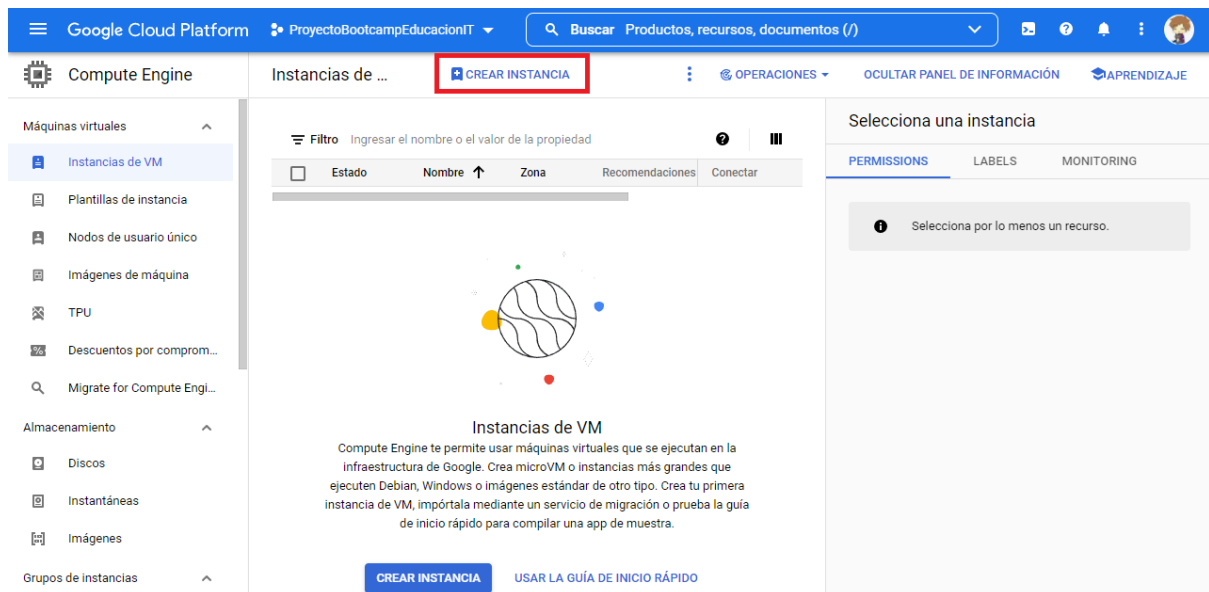 Google Cloud Platform
ProyectoBootcampEducacionIT
Buscar Productos, recursos, documentos (/)
Compute Engine
Instancias de ...
CREAR INSTANCIA
OPERACIONES
OCULTAR PANEL DE INFORMACIÓN
APRENDIZAJE
Máquinas virtuales
Instancias de VM
Plantillas de instancia
Nodos de usuario único
Imágenes de máquina
TPU
Descuentos por comprom...
Migrate for Compute Engi...
Almacenamiento
Discos
Instantáneas
Imágenes
Grupos de instancias
Filtro Ingresar el nombre o el valor de la propiedad
Estado Nombre Zona Recomendaciones Conectar
Instancias de VM
Compute Engine te permite usar máquinas virtuales que se ejecutan en la
infraestructura de Google. Crea microVM o instancias más grandes que
ejecuten Debian, Windows o imágenes estándar de otro tipo. Crea tu primera
instancia de VM, impórtala mediante un servicio de migración o prueba la guía
de inicio rápido para compilar una app de muestra.
CREAR INSTANCIA
USAR LA GUÍA DE INICIO RÁPIDO
Selecciona una instancia
PERMISSIONS LABELS MONITORING
Selecciona por lo menos un recurso.